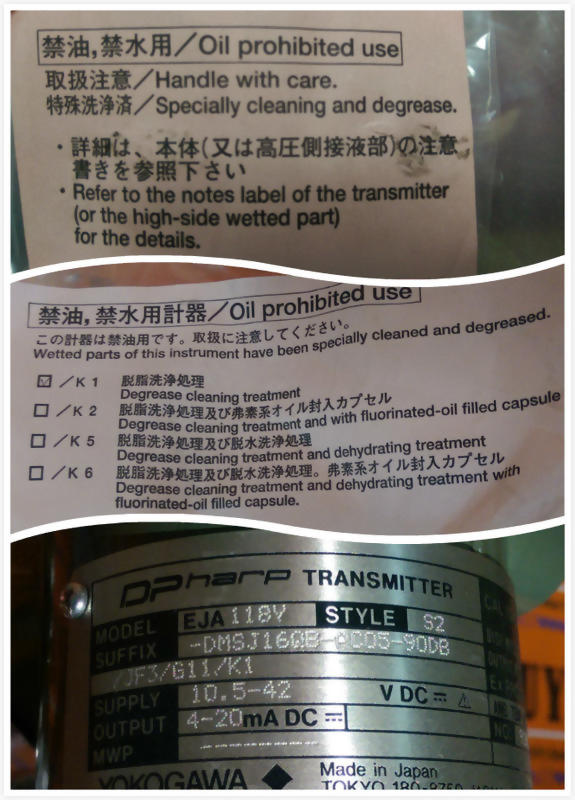 禁油,禁水用／Oil prohibited use
取扱注意／Handle with care.
特殊洗浄済／Specially cleaning and degrease.
・詳細は、本体(又は高圧側接液部)の注意
書きを参照下さい
・Refer to the notes label of the transmitter
(or the high-side wetted part)
for the details.
禁油,禁水用計器／Oil prohibited use
この計器は禁油用です。取扱に注意してください。
Wetted parts of this instrument have been specially cleaned and degreased.
☑ ／K 1 脱脂洗浄処理
Degrease cleaning treatment
☐ ／K 2 脱脂洗浄処理及び弗素系オイル封入カプセル
Degrease cleaning treatment and with fluorinated-oil filled capsule
☐ ／K 5 脱脂洗浄処理及び脱水洗浄処理
Degrease cleaning treatment and dehydrating treatment
☐ ／K 6 脱脂洗浄処理及び脱水洗浄処理。弗素系オイル封入カプセル
Degrease cleaning treatment and dehydrating treatment with
fluorinated-oil filled capsule.
DPharp TRANSMITTER
MODEL EJA 118V STYLE S2
SUFFIX -DMSJ16QB-@C05-90DB
/JF3/G11/K1
SUPPLY 10.5-42 V DC
OUTPUT 4-20mA DC
MWP
YOKOGAWA ◆ Made in Japan
TOKYO 180-8750